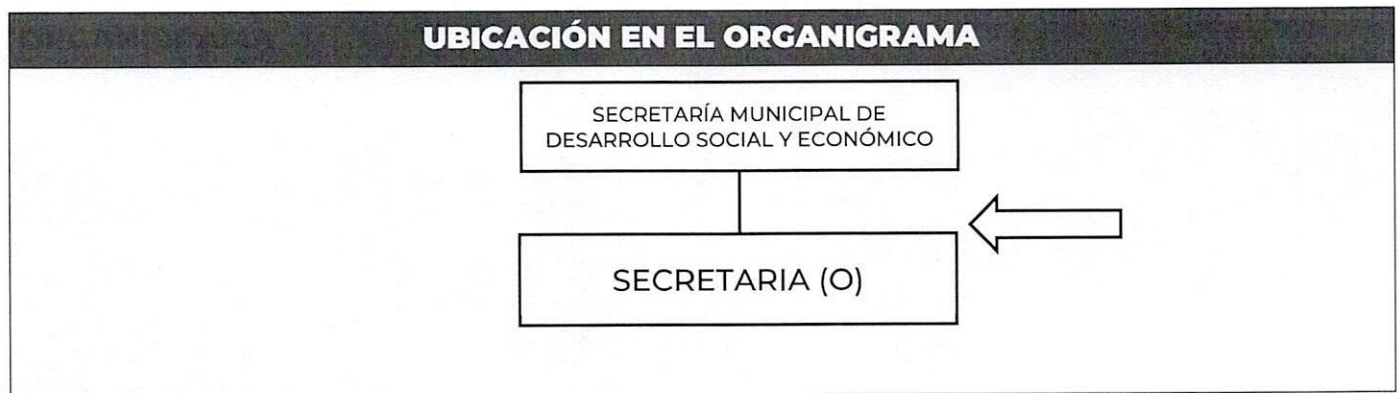 UBICACIÓN EN EL ORGANIGRAMA
SECRETARÍA MUNICIPAL DE
DESARROLLO SOCIAL Y ECONÓMICO
SECRETARIA (O)